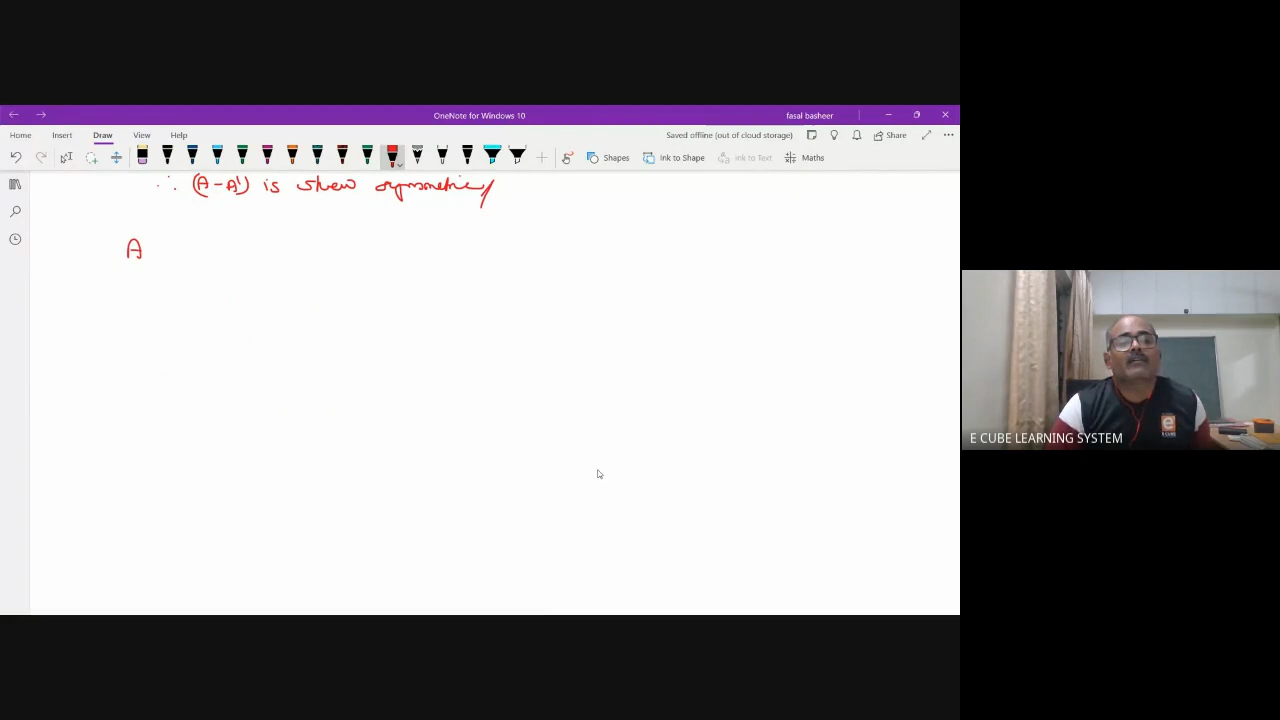 OneNote for Windows 10
fasal basheer
Home Insert Draw View Help
Saved offline (out of cloud storage)
Share
Shapes
Ink to Shape
Ink to Text
Maths
∴ (A - A') is skew symmetric
A
e
E CUBE
E CUBE LEARNING SYSTEM